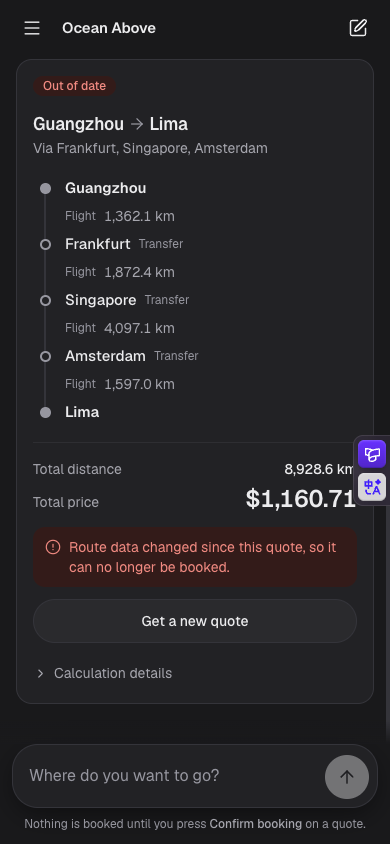 Ocean Above
Out of date
Guangzhou → Lima
Via Frankfurt, Singapore, Amsterdam
Guangzhou
Flight 1,362.1 km
Frankfurt Transfer
Flight 1,872.4 km
Singapore Transfer
Flight 4,097.1 km
Amsterdam Transfer
Flight 1,597.0 km
Lima
Total distance 8,928.6 km
Total price $1,160.71
Route data changed since this quote, so it
can no longer be booked.
Get a new quote
Calculation details
Where do you want to go?
Nothing is booked until you press Confirm booking on a quote.